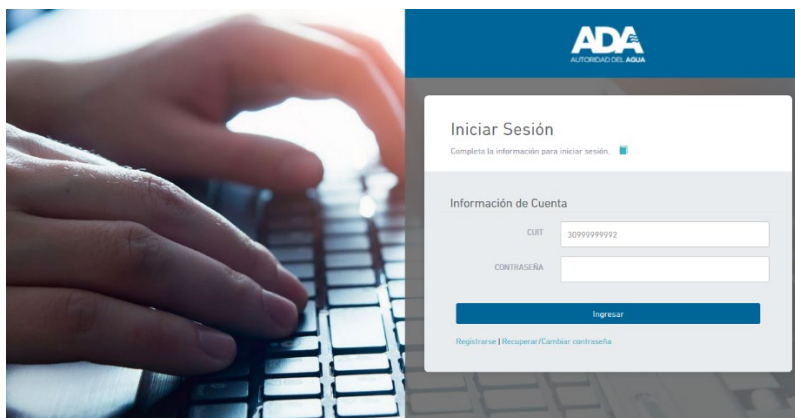 ADA
AUTORIDAD DEL AGUA
Iniciar Sesión
Completa la información para iniciar sesión.
Información de Cuenta
CUIT
30999999992
CONTRASEÑA
Ingresar
Registrarse | Recuperar/Cambiar contraseña